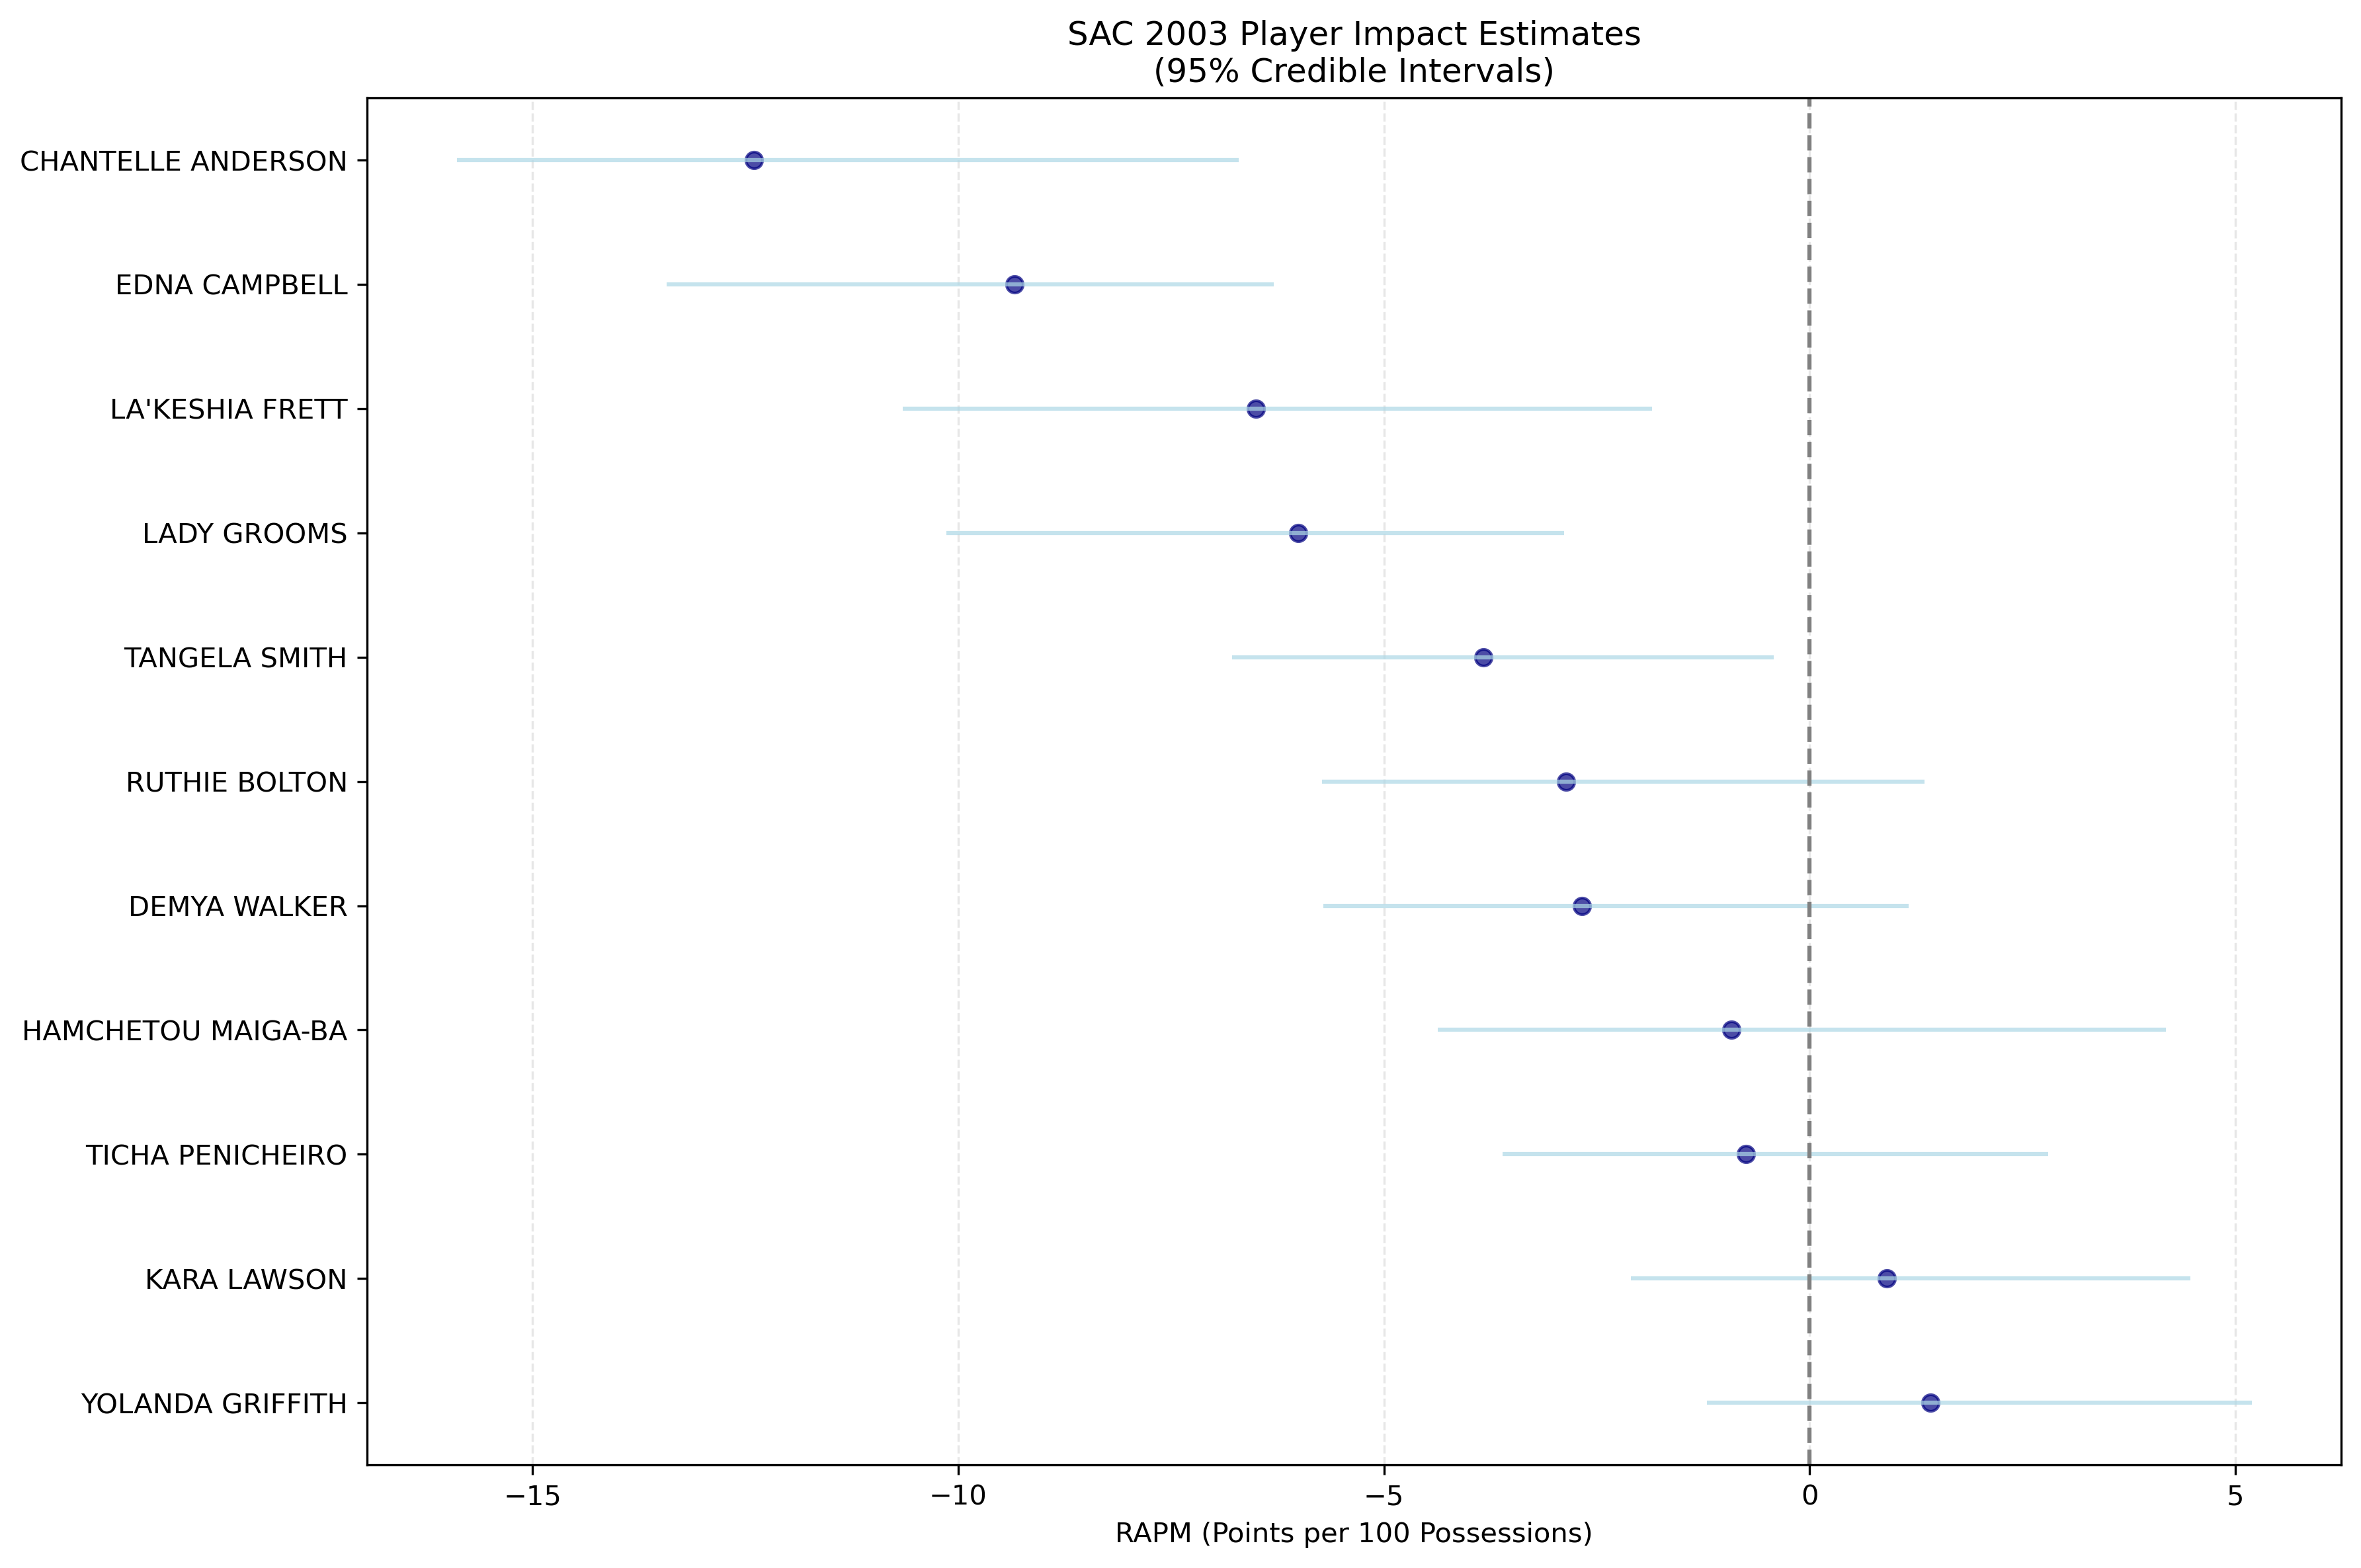 SAC 2003 Player Impact Estimates
(95% Credible Intervals)
CHANTELLE ANDERSON
EDNA CAMPBELL
LA'KESHIA FRETT
LADY GROOMS
TANGELA SMITH
RUTHIE BOLTON
DEMYA WALKER
HAMCHETOU MAIGA-BA
TICHA PENICHEIRO
KARA LAWSON
YOLANDA GRIFFITH
−15 −10 −5 0 5
RAPM (Points per 100 Possessions)